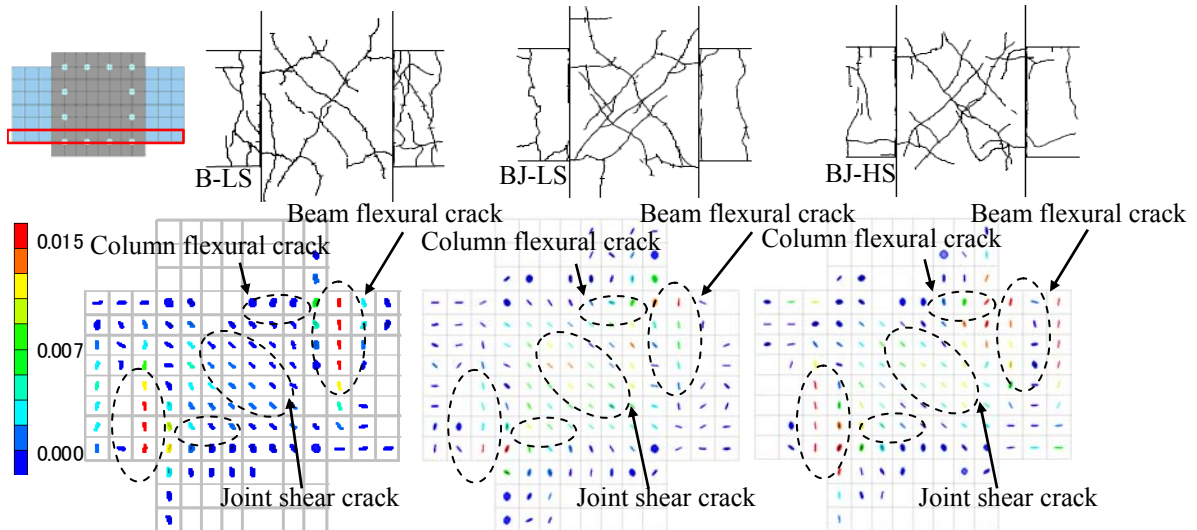 B-LS
BJ-LS
BJ-HS
Beam flexural crack
Beam flexural crack
Beam flexural crack
Column flexural crack
Column flexural crack
Column flexural crack
0.015
0.007
0.000
Joint shear crack
Joint shear crack
Joint shear crack